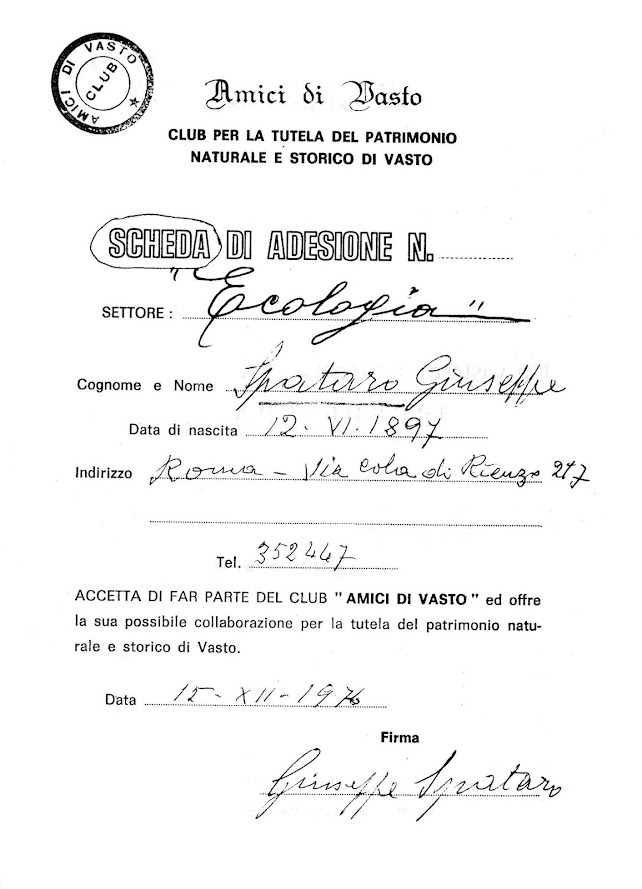 AMICI DI VASTO
CLUB
Amici di Vasto
CLUB PER LA TUTELA DEL PATRIMONIO
NATURALE E STORICO DI VASTO
SCHEDA DI ADESIONE N.
SETTORE : "Ecologia"
Cognome e Nome Spataro Giuseppe
Data di nascita 12-VI-1897
Indirizzo Roma - Via Cola di Rienzo 217
Tel. 352447
ACCETTA DI FAR PARTE DEL CLUB " AMICI DI VASTO " ed offre
la sua possibile collaborazione per la tutela del patrimonio natu-
rale e storico di Vasto.
Data 15-XII-1976
Firma
Giuseppe Spataro